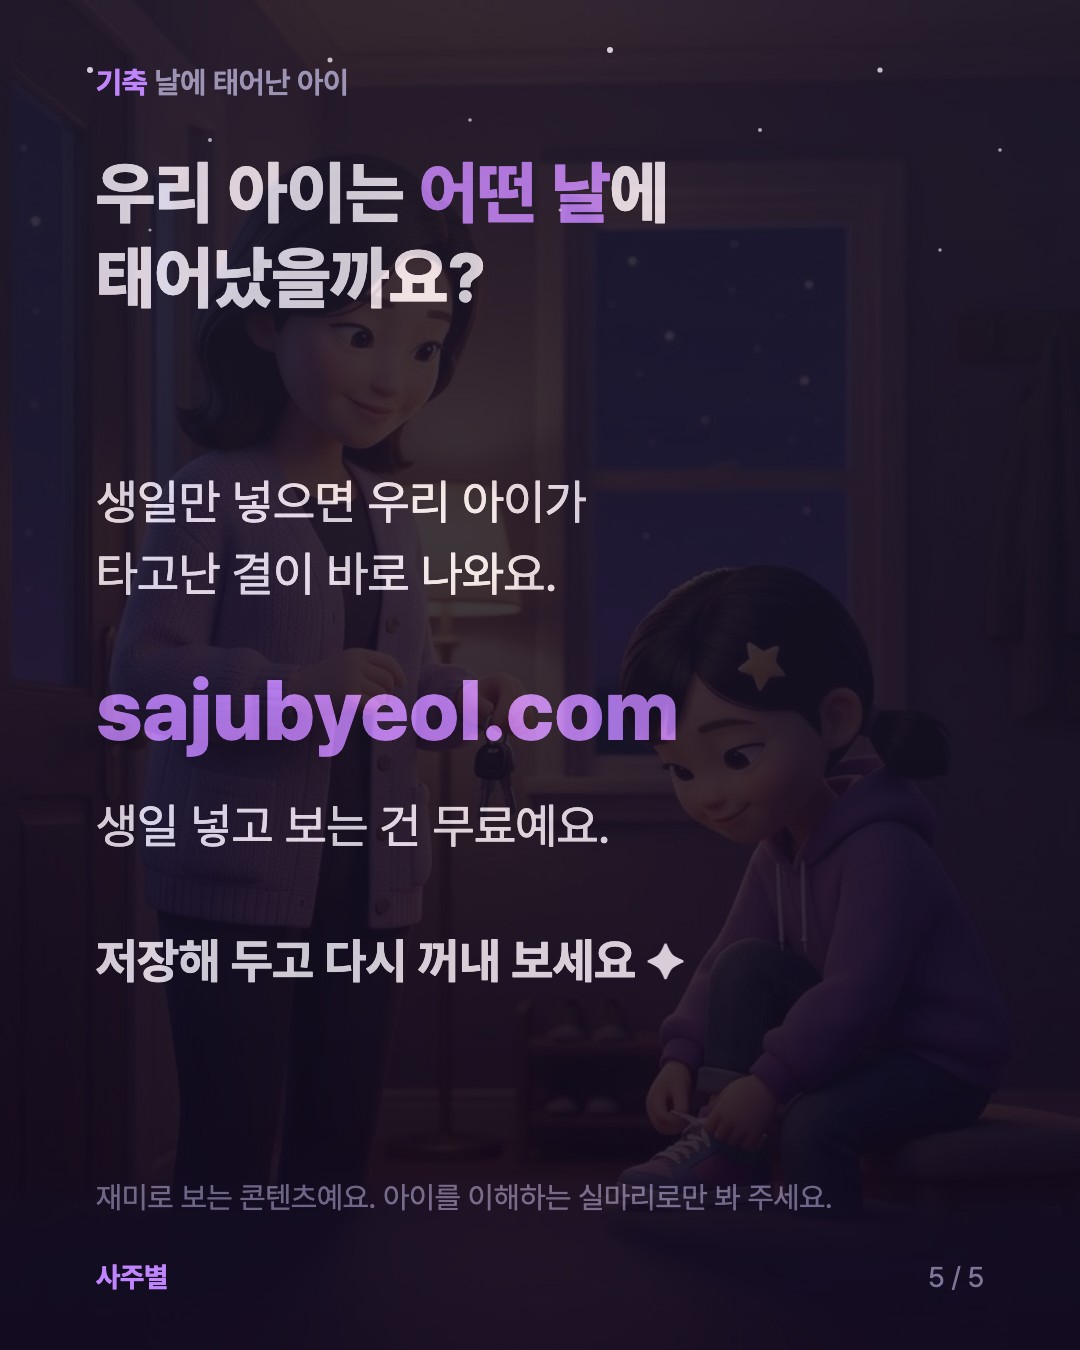 기축 날에 태어난 아이
우리 아이는 어떤 날에
태어났을까요?
생일만 넣으면 우리 아이가
타고난 결이 바로 나와요.
sajubyeol.com
생일 넣고 보는 건 무료예요.
저장해 두고 다시 꺼내 보세요 ✦
재미로 보는 콘텐츠예요. 아이를 이해하는 실마리로만 봐 주세요.
사주별
5 / 5